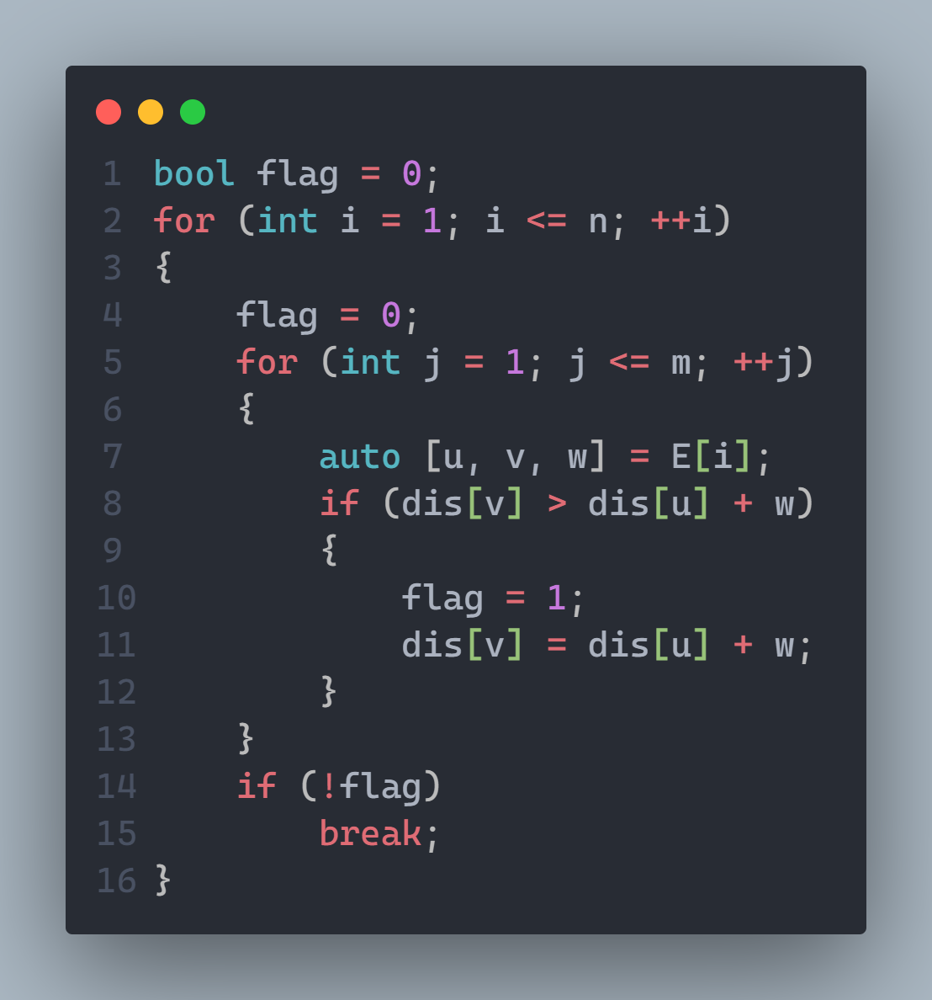 1 bool flag = 0;
2 for (int i = 1; i <= n; ++i)
3 {
4     flag = 0;
5     for (int j = 1; j <= m; ++j)
6     {
7         auto [u, v, w] = E[i];
8         if (dis[v] > dis[u] + w)
9         {
10             flag = 1;
11             dis[v] = dis[u] + w;
12         }
13     }
14     if (!flag)
15         break;
16 }